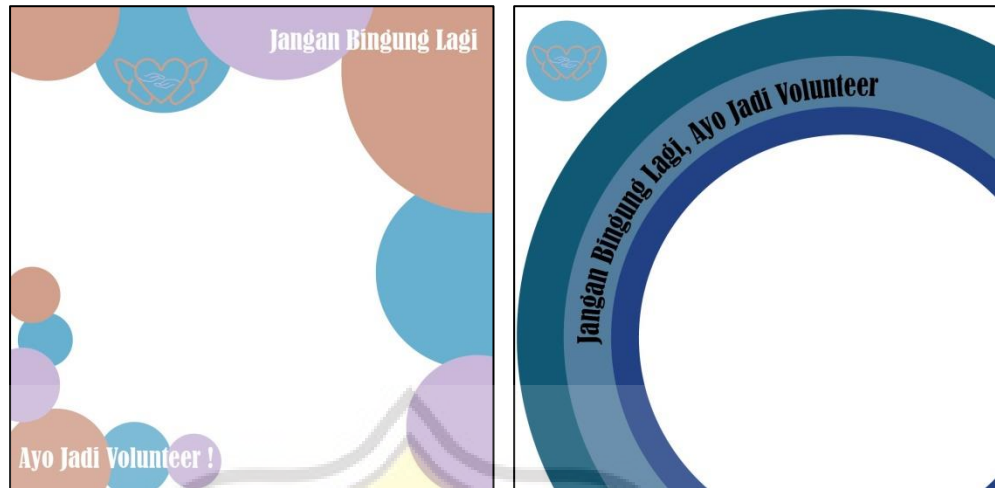 Jangan Bingung Lagi
Ayo Jadi Volunteer !
Jangan Bingung Lagi, Ayo Jadi Volunteer